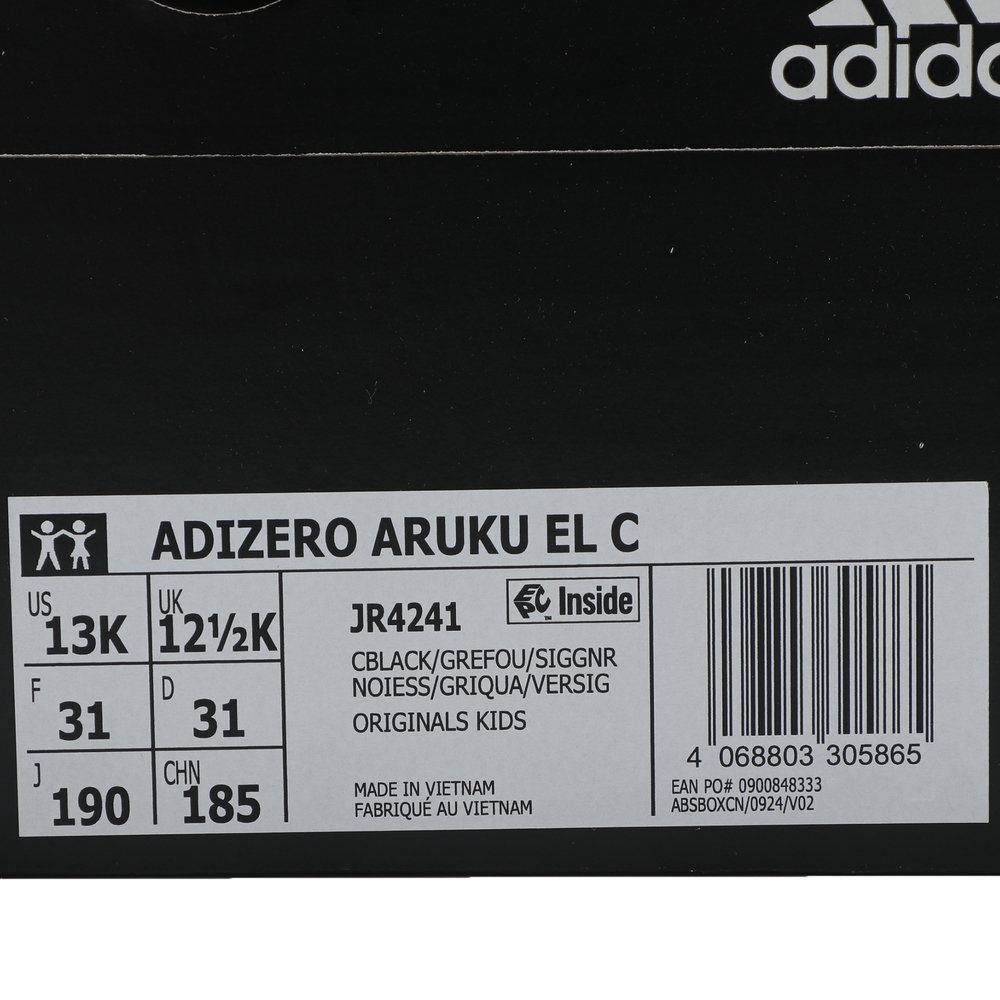 adidas
ADIZERO ARUKU EL C
US 13K
UK 12½K
F 31
D 31
J 190
CHN 185
JR4241
Inside
CBLACK/GREFOU/SIGGNR
NOIESS/GRIQUA/VERSIG
ORIGINALS KIDS
MADE IN VIETNAM
FABRIQUÉ AU VIETNAM
4 068803 305865
EAN PO# 0900848333
ABSBOXCN/0924/V02